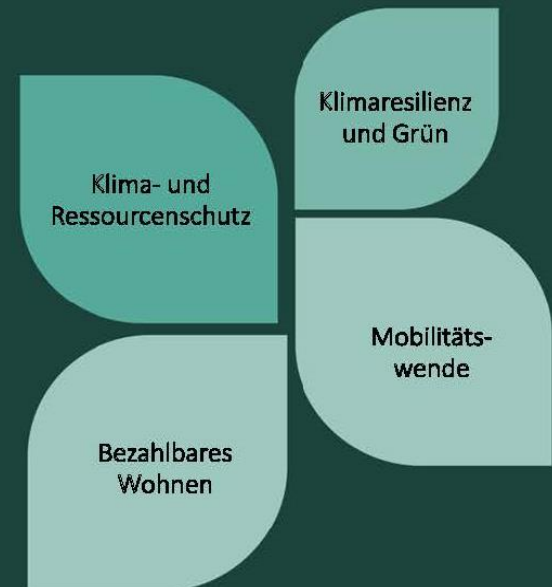 Klimaresilienz
und Grün
Klima- und
Ressourcenschutz
Mobilitäts-
wende
Bezahlbares
Wohnen